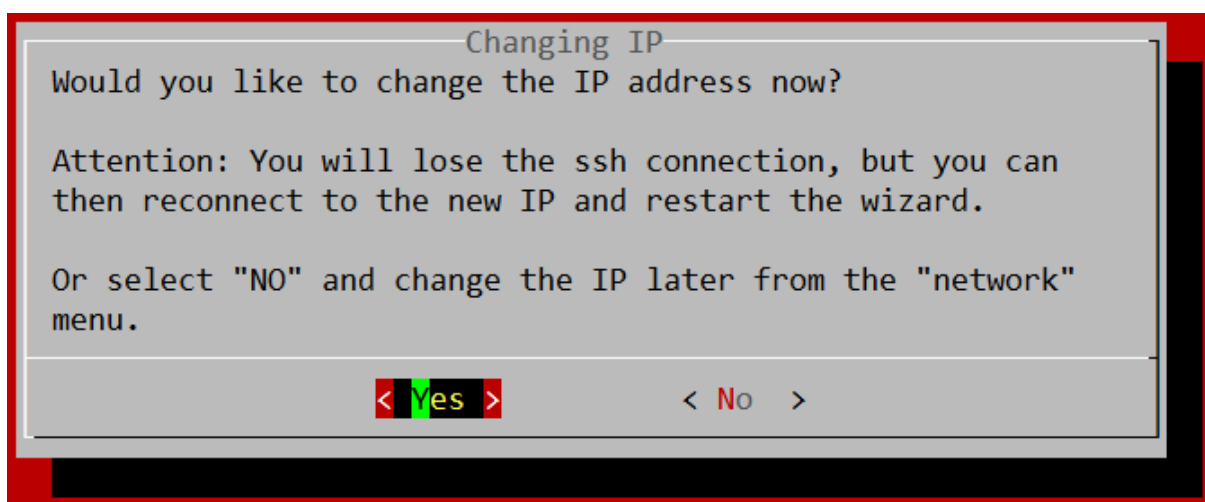 Changing IP
Would you like to change the IP address now?
Attention: You will lose the ssh connection, but you can
then reconnect to the new IP and restart the wizard.
Or select "NO" and change the IP later from the "network"
menu.
< Yes > < No >